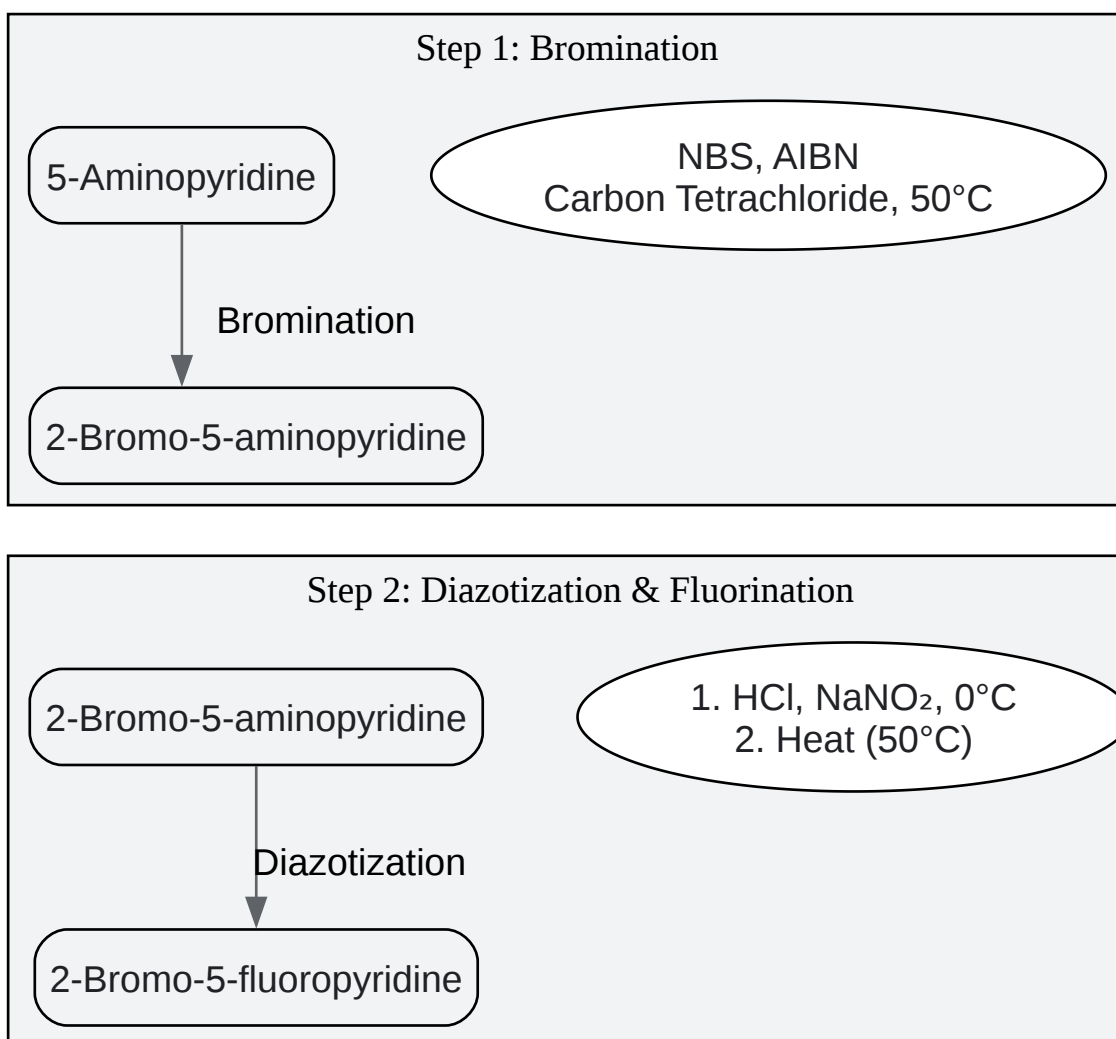 Step 1: Bromination
5-Aminopyridine
NBS, AIBN
Carbon Tetrachloride, 50°C
Bromination
2-Bromo-5-aminopyridine
Step 2: Diazotization & Fluorination
2-Bromo-5-aminopyridine
1. HCl, NaNO₂, 0°C
2. Heat (50°C)
Diazotization
2-Bromo-5-fluoropyridine